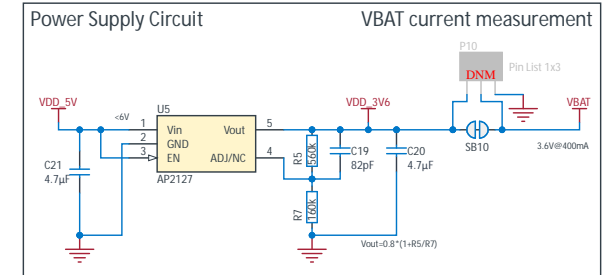 Power Supply Circuit
VBAT current measurement
P10
DNM
Pin List 1x3
VDD_5V
<6V
U5
VDD_3V6
VBAT
1
Vin
Vout
5
2
GND
3
EN
ADJ/NC
4
AP2127
C21
4.7µF
R5
560k
C19
82pF
C20
4.7µF
SB10
3.6V@400mA
R7
160k
Vout=0.8*(1+R5/R7)